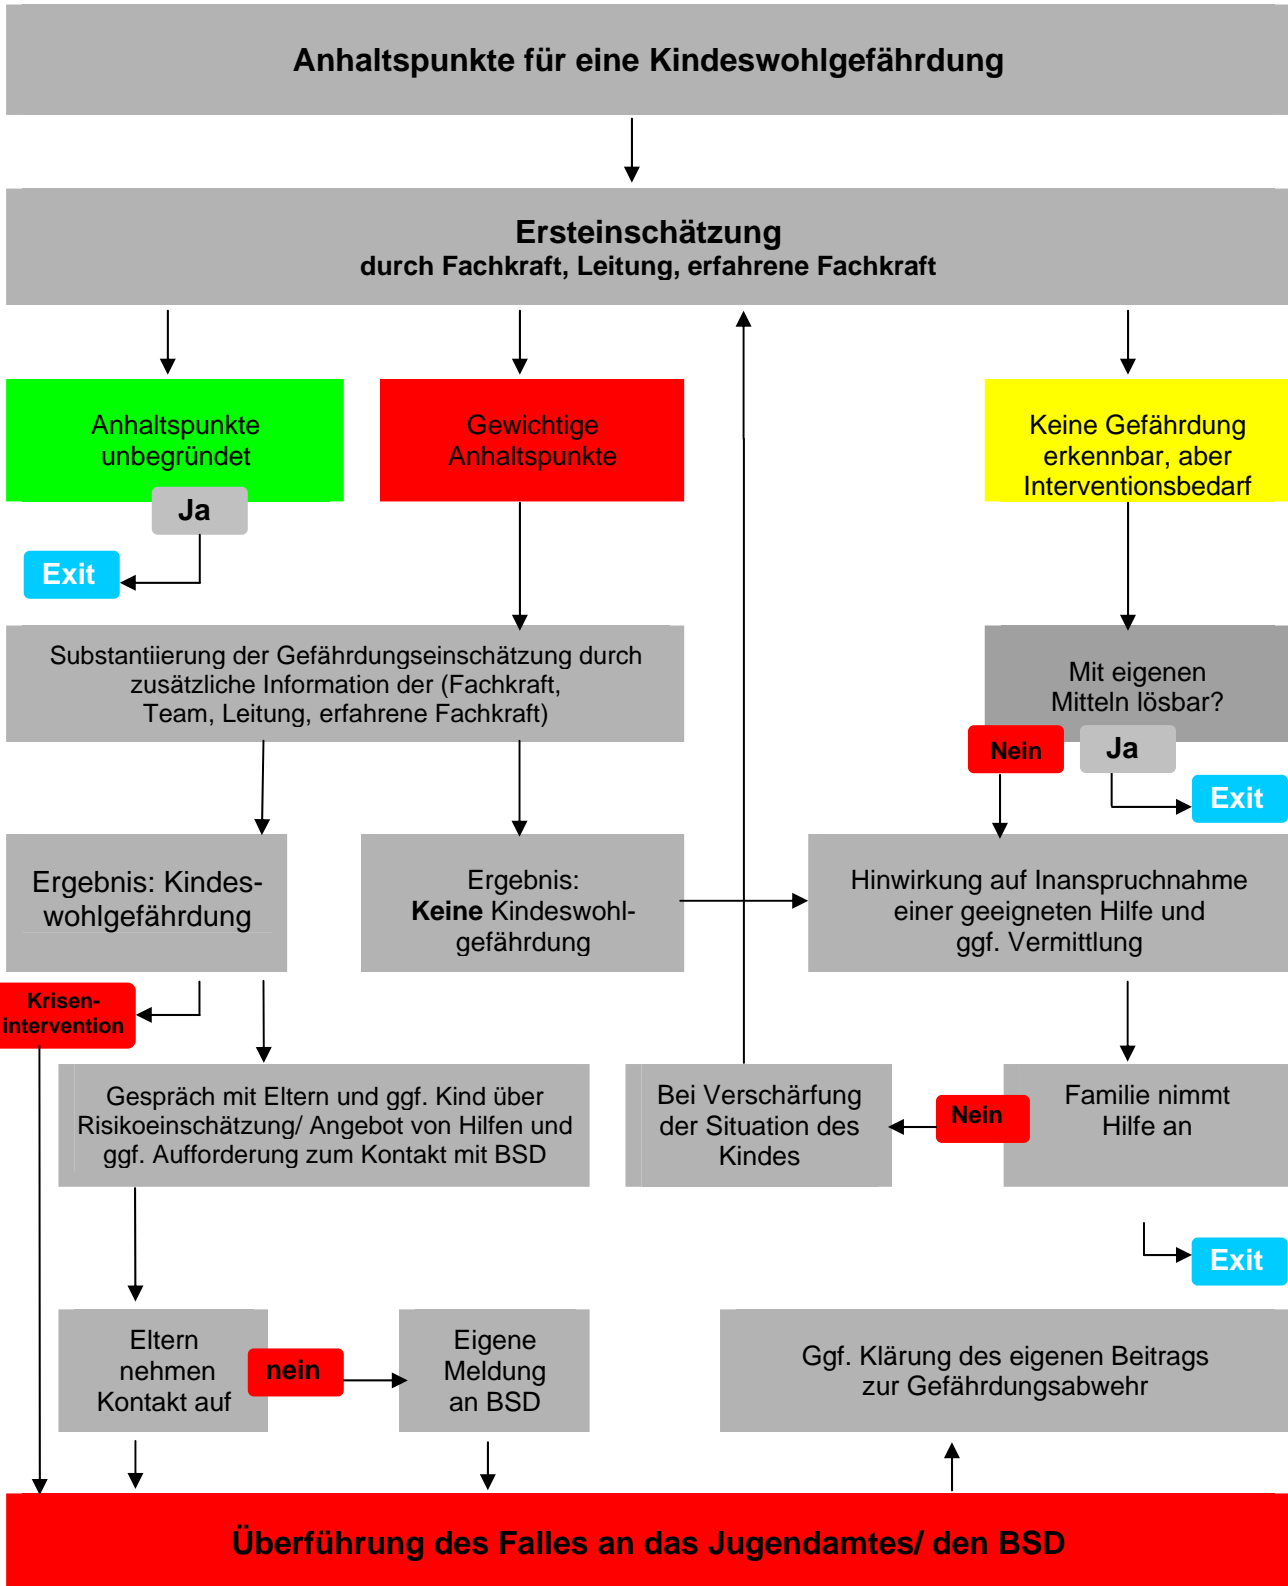 Anhaltspunkte für eine Kindeswohlgefährdung
Ersteinschätzung
durch Fachkraft, Leitung, erfahrene Fachkraft
Anhaltspunkte
unbegründet
Ja
Exit
Gewichtige
Anhaltspunkte
Keine Gefährdung
erkennbar, aber
Interventionsbedarf
Substantiierung der Gefährdungseinschätzung durch
zusätzliche Information der (Fachkraft,
Team, Leitung, erfahrene Fachkraft)
Mit eigenen
Mitteln lösbar?
Nein
Ja
Exit
Ergebnis: Kindes-
wohlgefährdung
Ergebnis:
Keine Kindeswohl-
gefährdung
Hinwirkung auf Inanspruchnahme
einer geeigneten Hilfe und
ggf. Vermittlung
Krisen-
intervention
Gespräch mit Eltern und ggf. Kind über
Risikoeinschätzung/ Angebot von Hilfen und
ggf. Aufforderung zum Kontakt mit BSD
Bei Verschärfung
der Situation des
Kindes
Nein
Familie nimmt
Hilfe an
Exit
Eltern
nehmen
Kontakt auf
nein
Eigene
Meldung
an BSD
Ggf. Klärung des eigenen Beitrags
zur Gefährdungsabwehr
Überführung des Falles an das Jugendamtes/ den BSD